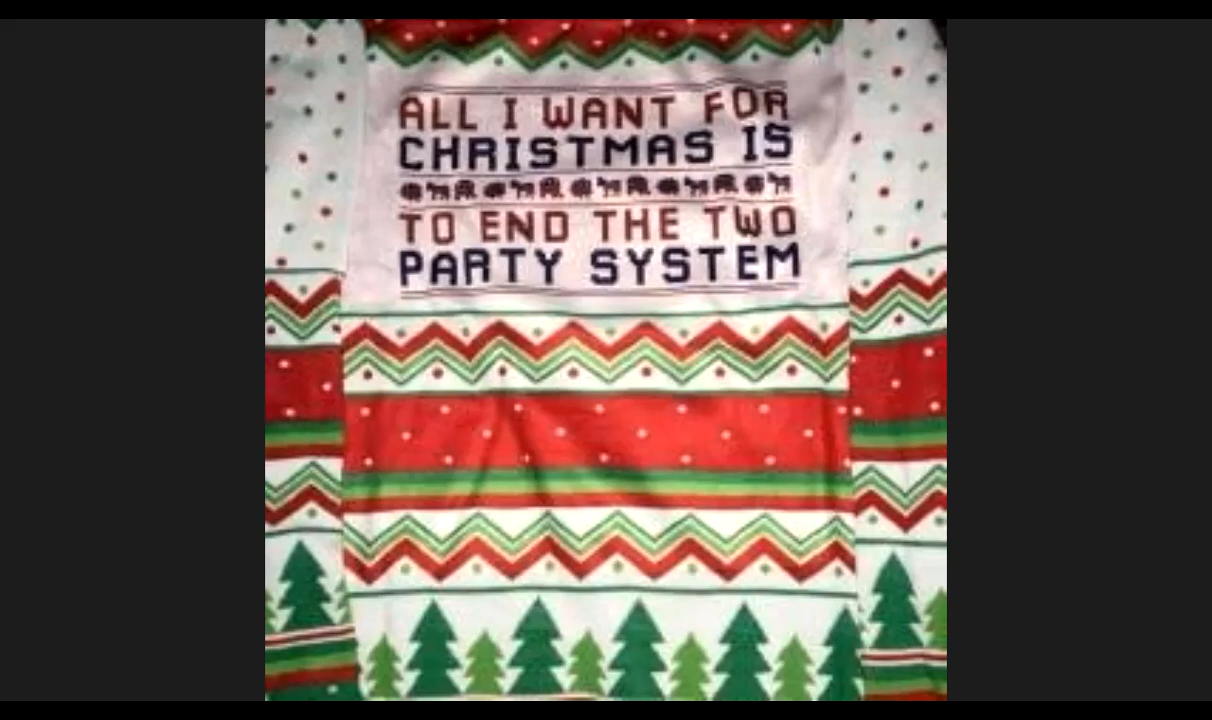 ALL I WANT FOR
CHRISTMAS IS
TO END THE TWO
PARTY SYSTEM